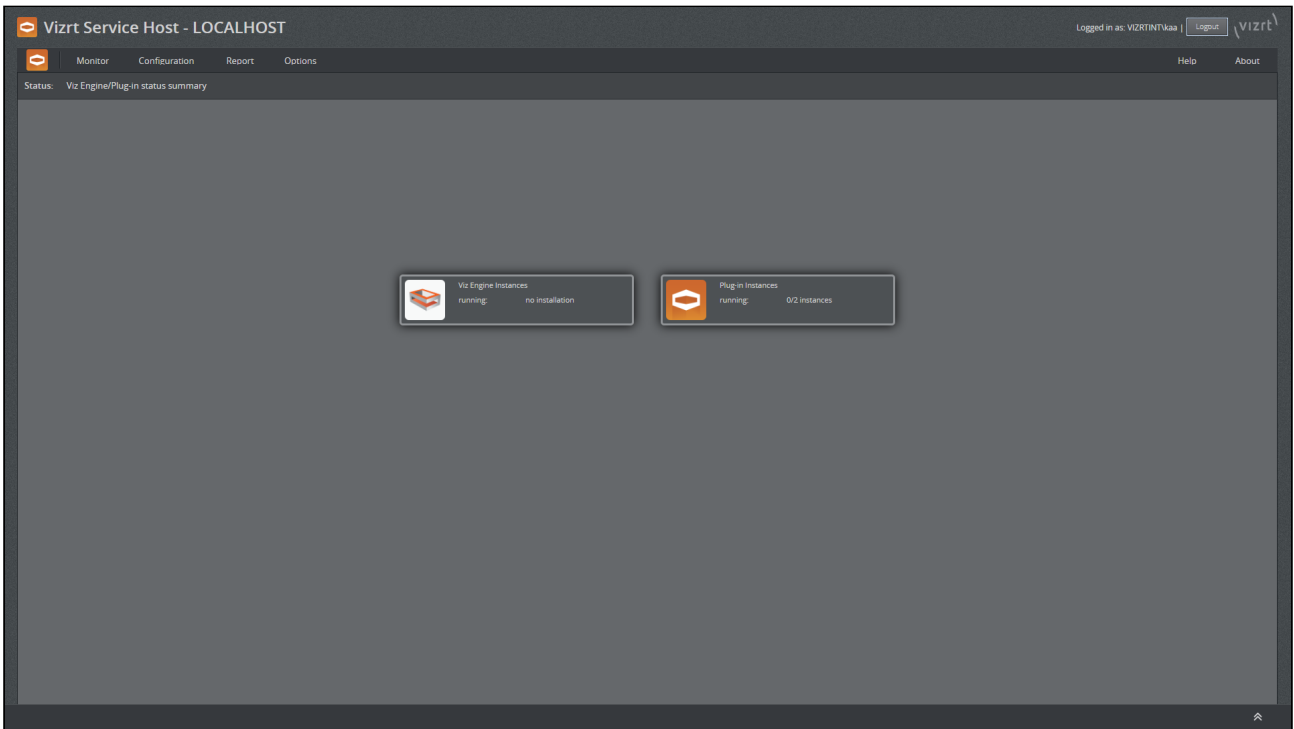 Vizrt Service Host - LOCALHOST
Logged in as: VIZRTINT\kaa | Logout
vizrt
Monitor Configuration Report Options Help About
Status: Viz Engine/Plug-in status summary
Viz Engine Instances
running: no installation
Plug-in Instances
running: 0/2 instances